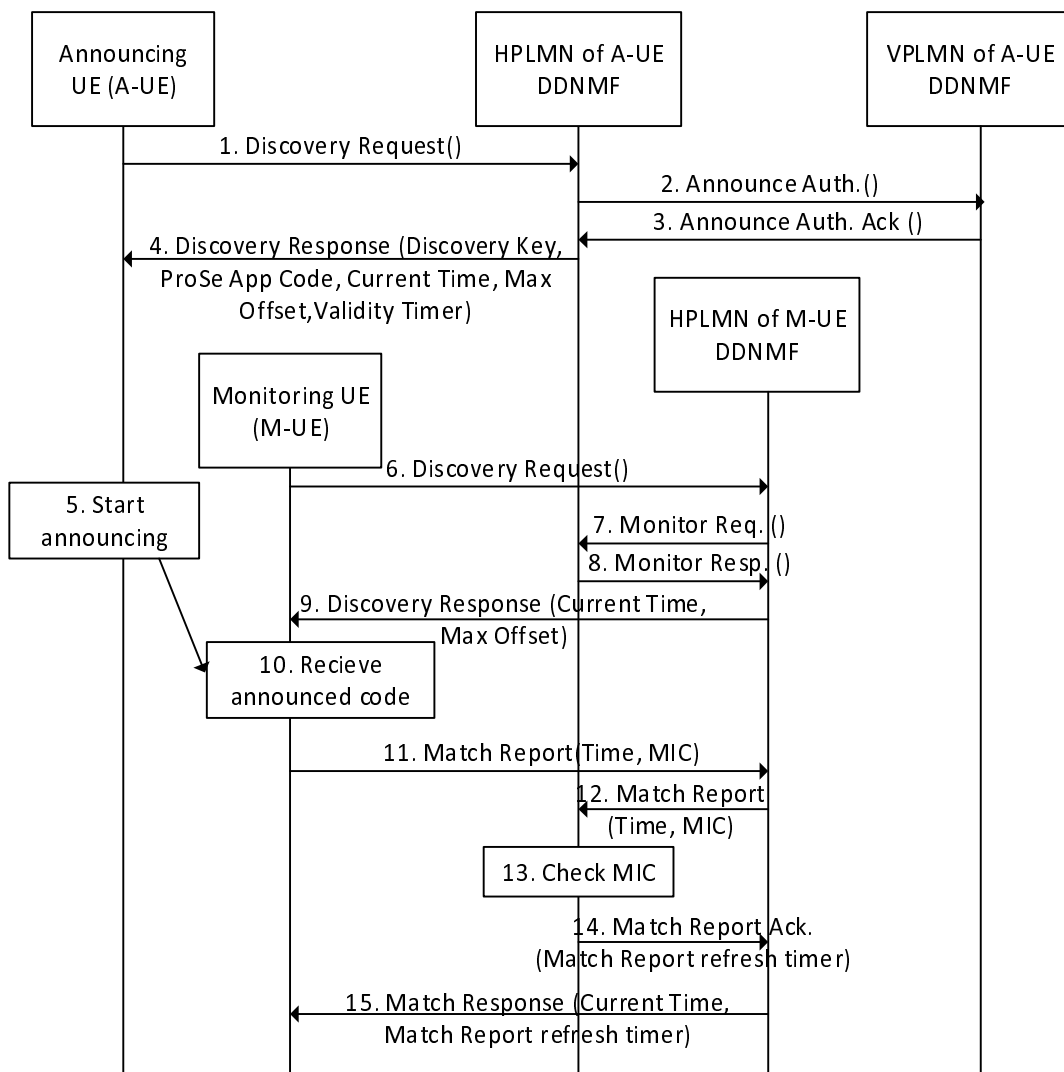 Announcing
UE (A-UE)
HPLMN of A-UE
DDNMF
VPLMN of A-UE
DDNMF
1. Discovery Request()
2. Announce Auth.()
3. Announce Auth. Ack ()
4. Discovery Response (Discovery Key,
ProSe App Code, Current Time, Max
Offset,Validity Timer)
HPLMN of M-UE
DDNMF
Monitoring UE
(M-UE)
6. Discovery Request()
5. Start
announcing
7. Monitor Req. ()
8. Monitor Resp. ()
9. Discovery Response (Current Time,
Max Offset)
10. Recieve
announced code
11. Match Report(Time, MIC)
12. Match Report
(Time, MIC)
13. Check MIC
14. Match Report Ack.
(Match Report refresh timer)
15. Match Response (Current Time,
Match Report refresh timer)